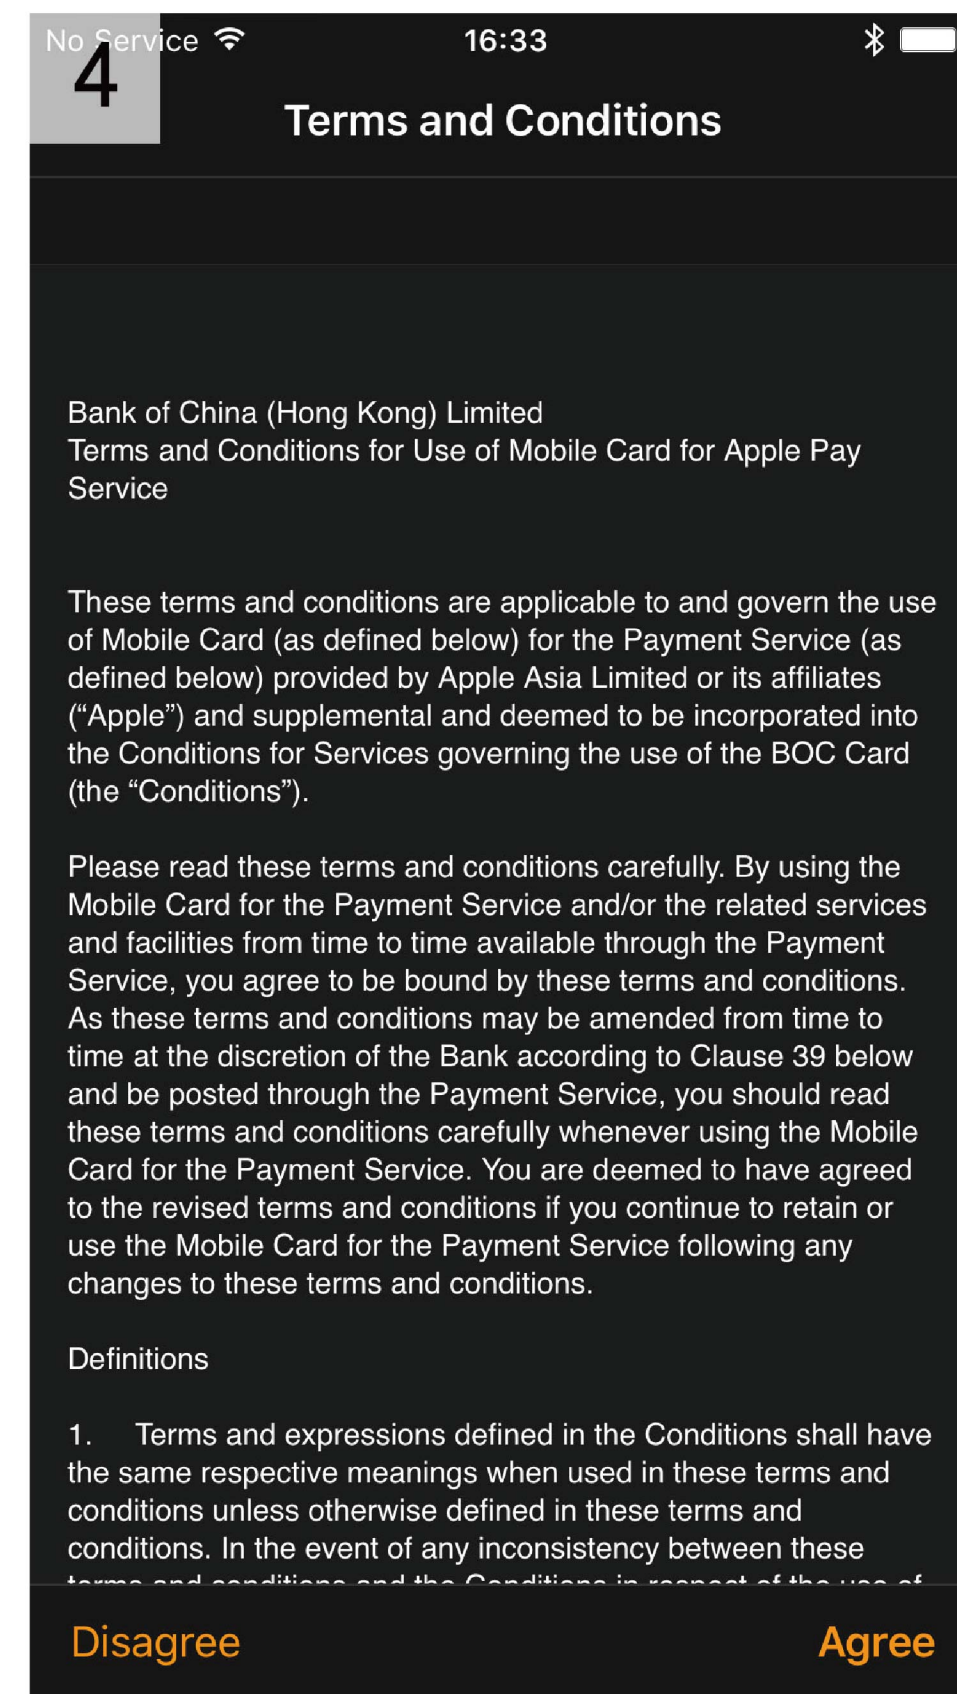 No Service 16:33
4
Terms and Conditions
Bank of China (Hong Kong) Limited
Terms and Conditions for Use of Mobile Card for Apple Pay
Service
These terms and conditions are applicable to and govern the use
of Mobile Card (as defined below) for the Payment Service (as
defined below) provided by Apple Asia Limited or its affiliates
(“Apple”) and supplemental and deemed to be incorporated into
the Conditions for Services governing the use of the BOC Card
(the “Conditions”).
Please read these terms and conditions carefully. By using the
Mobile Card for the Payment Service and/or the related services
and facilities from time to time available through the Payment
Service, you agree to be bound by these terms and conditions.
As these terms and conditions may be amended from time to
time at the discretion of the Bank according to Clause 39 below
and be posted through the Payment Service, you should read
these terms and conditions carefully whenever using the Mobile
Card for the Payment Service. You are deemed to have agreed
to the revised terms and conditions if you continue to retain or
use the Mobile Card for the Payment Service following any
changes to these terms and conditions.
Definitions
1. Terms and expressions defined in the Conditions shall have
the same respective meanings when used in these terms and
conditions unless otherwise defined in these terms and
conditions. In the event of any inconsistency between these
terms and conditions and the Conditions in respect of the use of
Disagree Agree